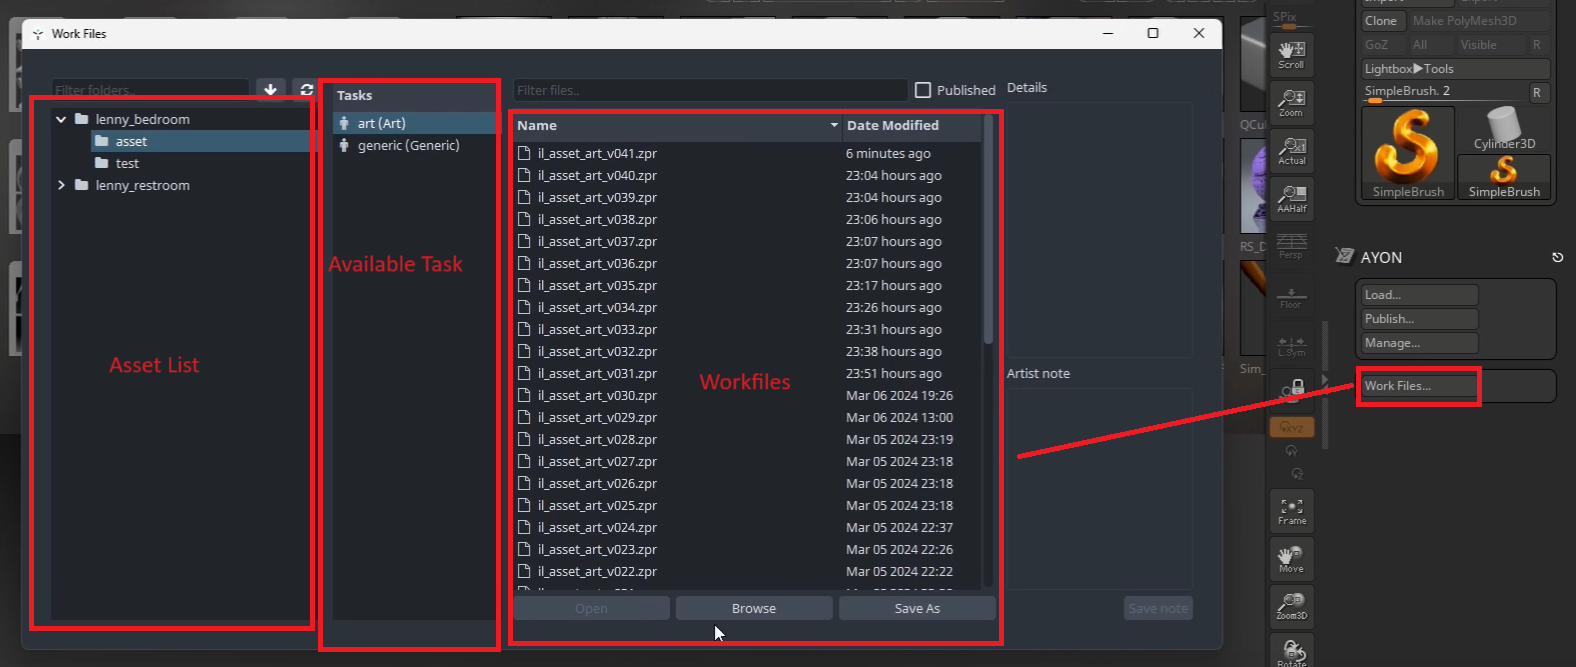 Work Files
Filter folders..
Tasks
Filter files..
Published
Details
lenny_bedroom
asset
test
lenny_restroom
art (Art)
generic (Generic)
Available Task
Asset List
Workfiles
Name
Date Modified
il_asset_art_v041.zpr 6 minutes ago
il_asset_art_v040.zpr 23:04 hours ago
il_asset_art_v039.zpr 23:04 hours ago
il_asset_art_v038.zpr 23:06 hours ago
il_asset_art_v037.zpr 23:07 hours ago
il_asset_art_v036.zpr 23:07 hours ago
il_asset_art_v035.zpr 23:17 hours ago
il_asset_art_v034.zpr 23:26 hours ago
il_asset_art_v033.zpr 23:31 hours ago
il_asset_art_v032.zpr 23:38 hours ago
il_asset_art_v031.zpr 23:51 hours ago
il_asset_art_v030.zpr Mar 06 2024 19:26
il_asset_art_v029.zpr Mar 06 2024 13:00
il_asset_art_v028.zpr Mar 05 2024 23:19
il_asset_art_v027.zpr Mar 05 2024 23:18
il_asset_art_v026.zpr Mar 05 2024 23:18
il_asset_art_v025.zpr Mar 05 2024 23:18
il_asset_art_v024.zpr Mar 05 2024 22:37
il_asset_art_v023.zpr Mar 05 2024 22:26
il_asset_art_v022.zpr Mar 05 2024 22:22
Open
Browse
Save As
Artist note
Save note
QCu
RS_D
Sim_
SPix
Scroll
Zoom
Actual
AAHalf
Persp
Floor
L.Sym
XYZ
Frame
Move
Zoom3D
Rotate
Clone Make PolyMesh3D
GoZ All Visible R
Lightbox▶Tools
SimpleBrush. 2 R
Cylinder3D
SimpleBrush SimpleBrush
AYON
Load...
Publish...
Manage...
Work Files...